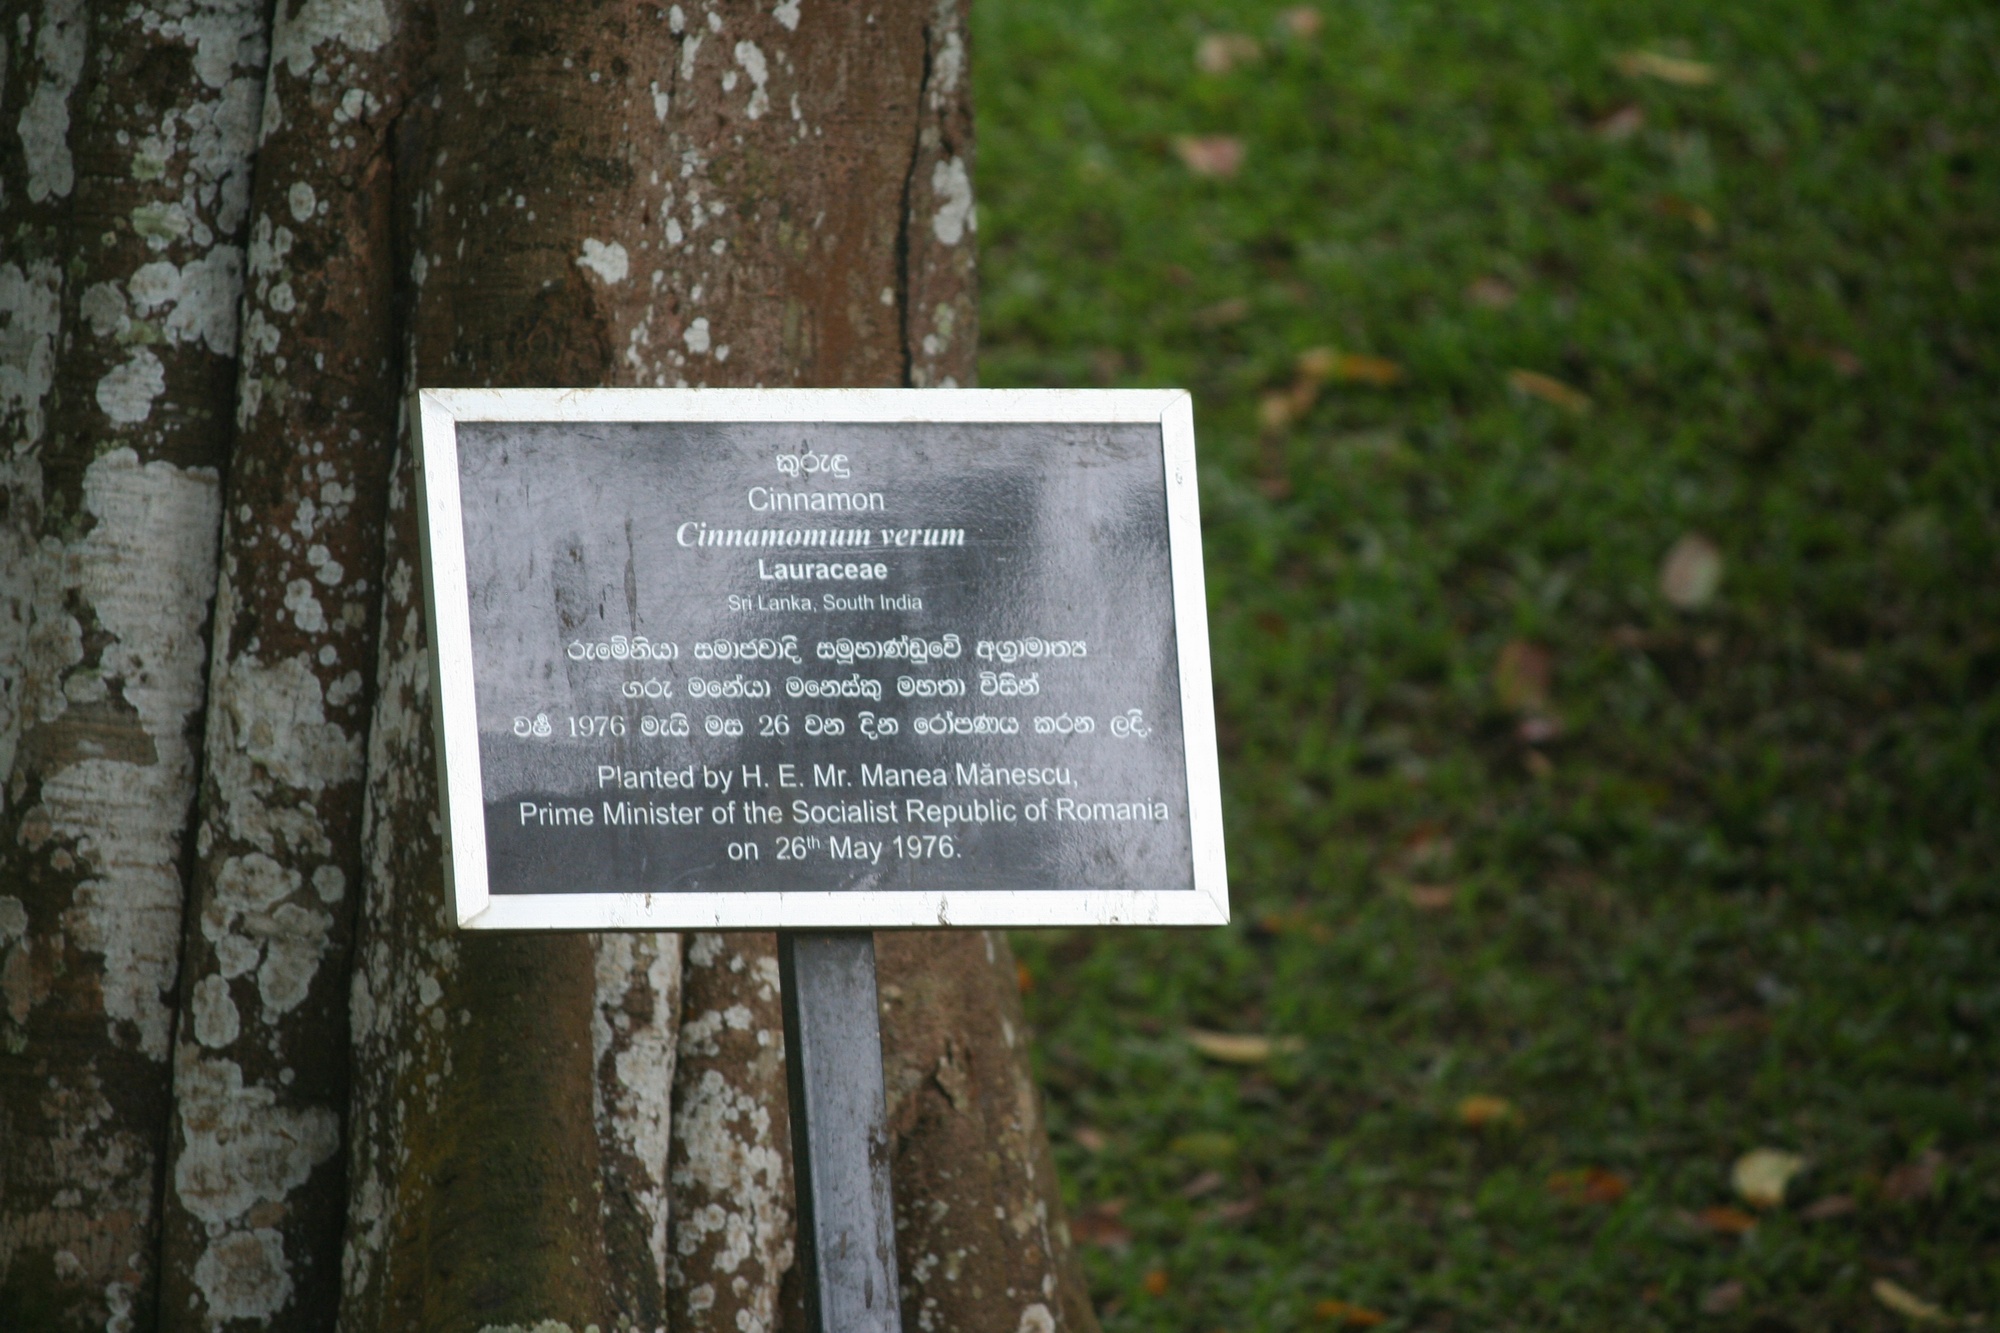 කුරුඳු
Cinnamon
Cinnamomum verum
Lauraceae
Sri Lanka, South India
රුමේනියා සමාජවාදී සමූහාණ්ඩුවේ අග්‍රාමාත්‍ය
ගරු මනේයා මනෙස්කු මහතා විසින්
වර්‍ෂ 1976 මැයි මස 26 වන දින රෝපණය කරන ලදි.
Planted by H. E. Mr. Manea Mănescu,
Prime Minister of the Socialist Republic of Romania
on 26th May 1976.